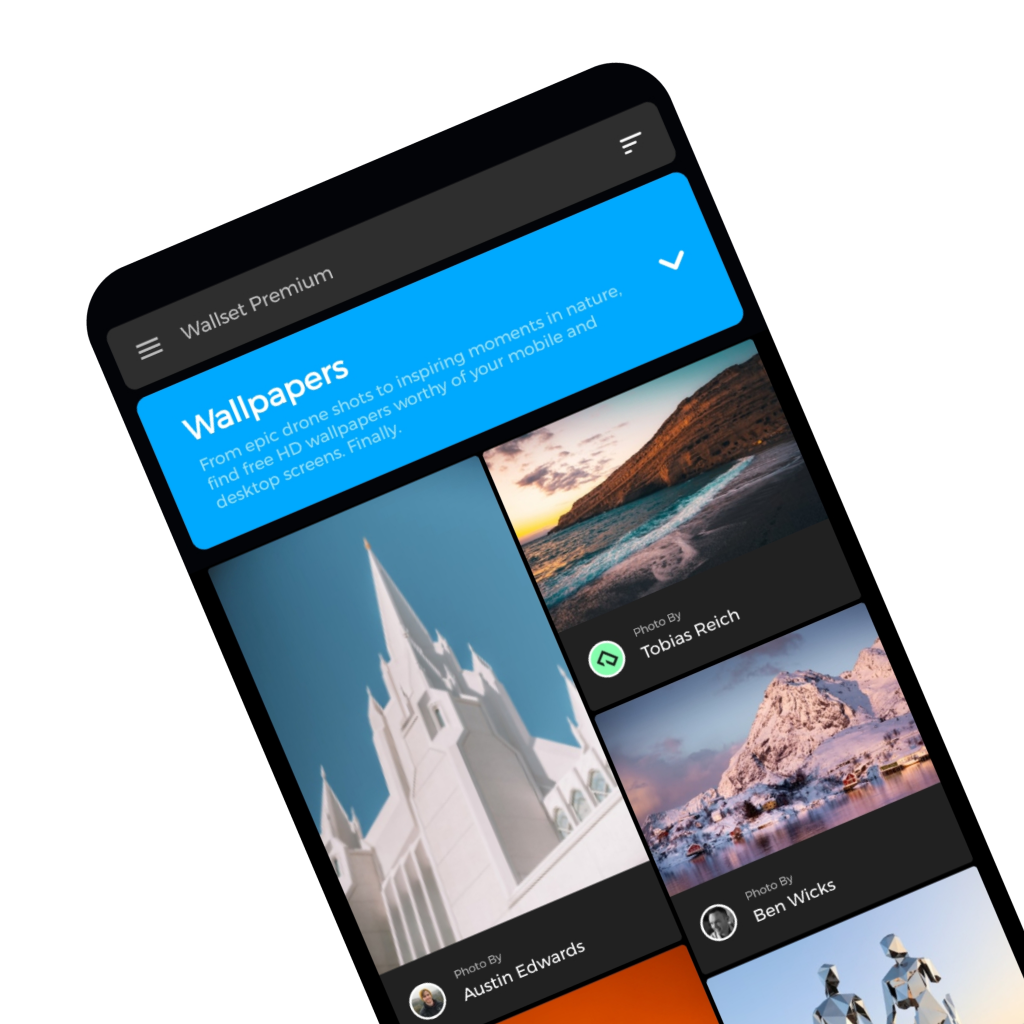 Wallset Premium
Wallpapers
From epic drone shots to inspiring moments in nature,
find free HD wallpapers worthy of your mobile and
desktop screens. Finally.
Photo By
Tobias Reich
Photo By
Ben Wicks
Photo By
Austin Edwards